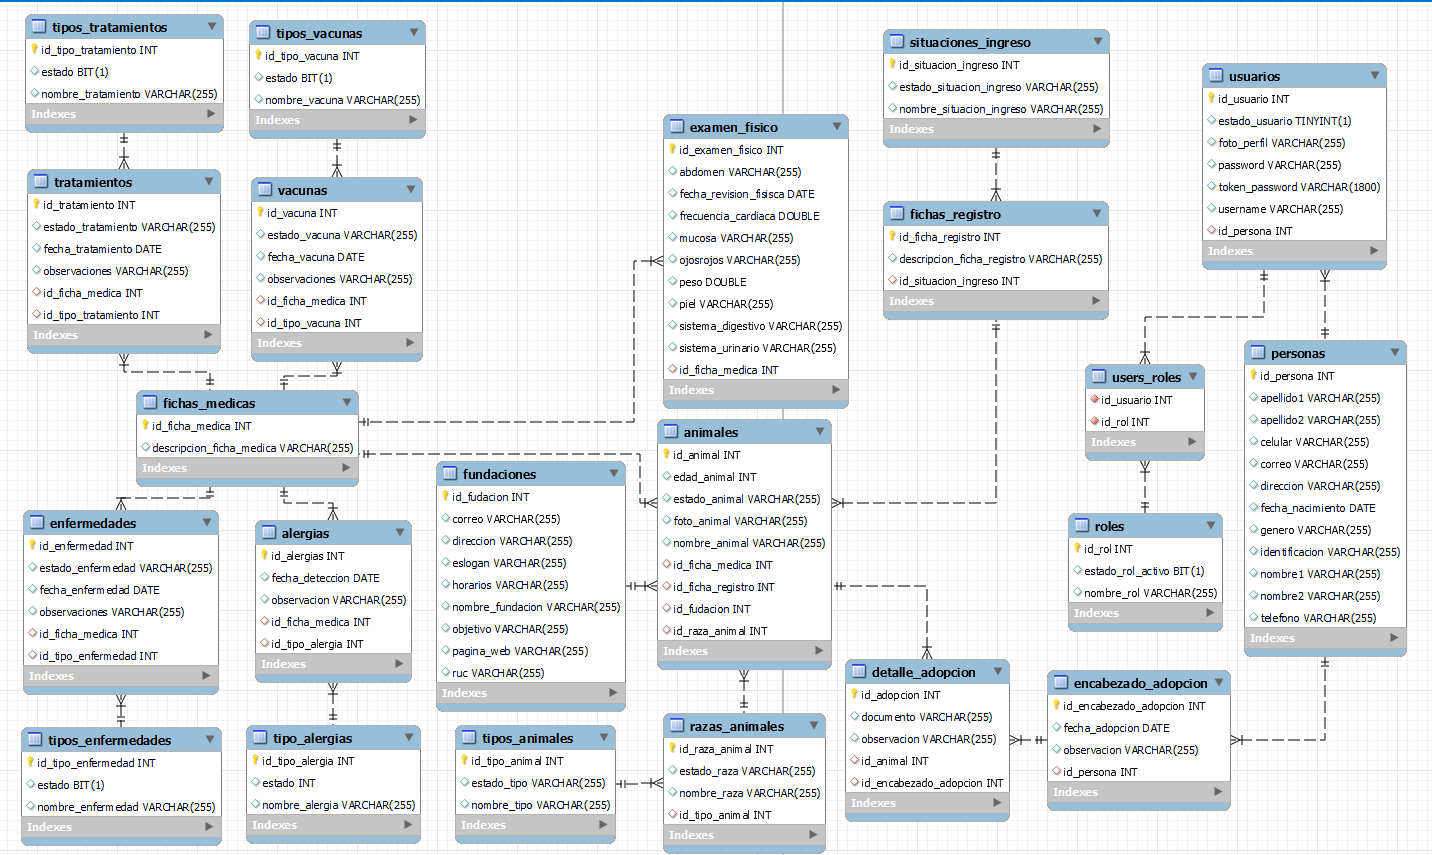 tipos_tratamientos
id_tipo_tratamiento INT
estado BIT(1)
nombre_tratamiento VARCHAR(255)
Indexes
tipos_vacunas
id_tipo_vacuna INT
estado BIT(1)
nombre_vacuna VARCHAR(255)
Indexes
tratamientos
id_tratamiento INT
estado_tratamiento VARCHAR(255)
fecha_tratamiento DATE
observaciones VARCHAR(255)
id_ficha_medica INT
id_tipo_tratamiento INT
Indexes
vacunas
id_vacuna INT
estado_vacuna VARCHAR(255)
fecha_vacuna DATE
observaciones VARCHAR(255)
id_ficha_medica INT
id_tipo_vacuna INT
Indexes
fichas_medicas
id_ficha_medica INT
descripcion_ficha_medica VARCHAR(255)
Indexes
enfermedades
id_enfermedad INT
estado_enfermedad VARCHAR(255)
fecha_enfermedad DATE
observaciones VARCHAR(255)
id_ficha_medica INT
id_tipo_enfermedad INT
Indexes
alergias
id_alergias INT
fecha_deteccion DATE
observacion VARCHAR(255)
id_ficha_medica INT
id_tipo_alergia INT
Indexes
tipos_enfermedades
id_tipo_enfermedad INT
estado BIT(1)
nombre_enfermedad VARCHAR(255)
Indexes
tipo_alergias
id_tipo_alergia INT
estado INT
nombre_alergia VARCHAR(255)
Indexes
examen_fisico
id_examen_fisico INT
abdomen VARCHAR(255)
fecha_revision_fisisca DATE
frecuencia_cardiaca DOUBLE
mucosa VARCHAR(255)
ojosrojos VARCHAR(255)
peso DOUBLE
piel VARCHAR(255)
sistema_digestivo VARCHAR(255)
sistema_urinario VARCHAR(255)
id_ficha_medica INT
Indexes
fundaciones
id_fudacion INT
correo VARCHAR(255)
direccion VARCHAR(255)
eslogan VARCHAR(255)
horarios VARCHAR(255)
nombre_fundacion VARCHAR(255)
objetivo VARCHAR(255)
pagina_web VARCHAR(255)
ruc VARCHAR(255)
Indexes
animales
id_animal INT
edad_animal INT
estado_animal VARCHAR(255)
foto_animal VARCHAR(255)
nombre_animal VARCHAR(255)
id_ficha_medica INT
id_ficha_registro INT
id_fudacion INT
id_raza_animal INT
Indexes
tipos_animales
id_tipo_animal INT
estado_tipo VARCHAR(255)
nombre_tipo VARCHAR(255)
Indexes
razas_animales
id_raza_animal INT
estado_raza VARCHAR(255)
nombre_raza VARCHAR(255)
id_tipo_animal INT
Indexes
situaciones_ingreso
id_situacion_ingreso INT
estado_situacion_ingreso VARCHAR(255)
nombre_situacion_ingreso VARCHAR(255)
Indexes
fichas_registro
id_ficha_registro INT
descripcion_ficha_registro VARCHAR(255)
id_situacion_ingreso INT
Indexes
usuarios
id_usuario INT
estado_usuario TINYINT(1)
foto_perfil VARCHAR(255)
password VARCHAR(255)
token_password VARCHAR(1800)
username VARCHAR(255)
id_persona INT
Indexes
users_roles
id_usuario INT
id_rol INT
Indexes
roles
id_rol INT
estado_rol_activo BIT(1)
nombre_rol VARCHAR(255)
Indexes
personas
id_persona INT
apellido1 VARCHAR(255)
apellido2 VARCHAR(255)
celular VARCHAR(255)
correo VARCHAR(255)
direccion VARCHAR(255)
fecha_nacimiento DATE
genero VARCHAR(255)
identificacion VARCHAR(255)
nombre1 VARCHAR(255)
nombre2 VARCHAR(255)
telefono VARCHAR(255)
Indexes
detalle_adopcion
id_adopcion INT
documento VARCHAR(255)
observacion VARCHAR(255)
id_animal INT
id_encabezado_adopcion INT
Indexes
encabezado_adopcion
id_encabezado_adopcion INT
fecha_adopcion DATE
observacion VARCHAR(255)
id_persona INT
Indexes